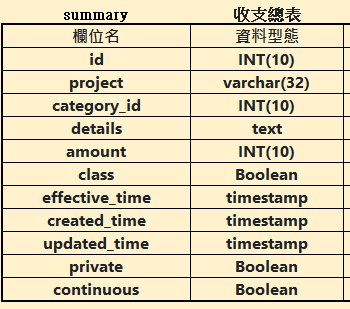 summary 收支總表
欄位名 資料型態
id INT(10)
project varchar(32)
category_id INT(10)
details text
amount INT(10)
class Boolean
effective_time timestamp
created_time timestamp
updated_time timestamp
private Boolean
continuous Boolean